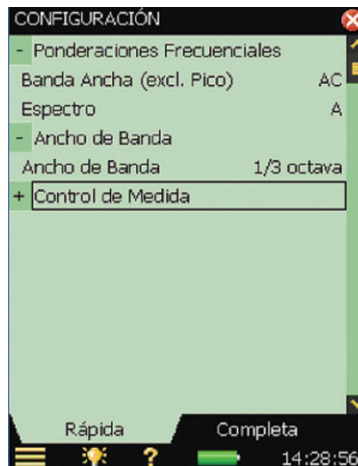 CONFIGURACIÓN
- Ponderaciones Frecuenciales
Banda Ancha (excl. Pico) AC
Espectro A
- Ancho de Banda
Ancho de Banda 1/3 octava
+ Control de Medida
Rápida Completa
? 14:28:56